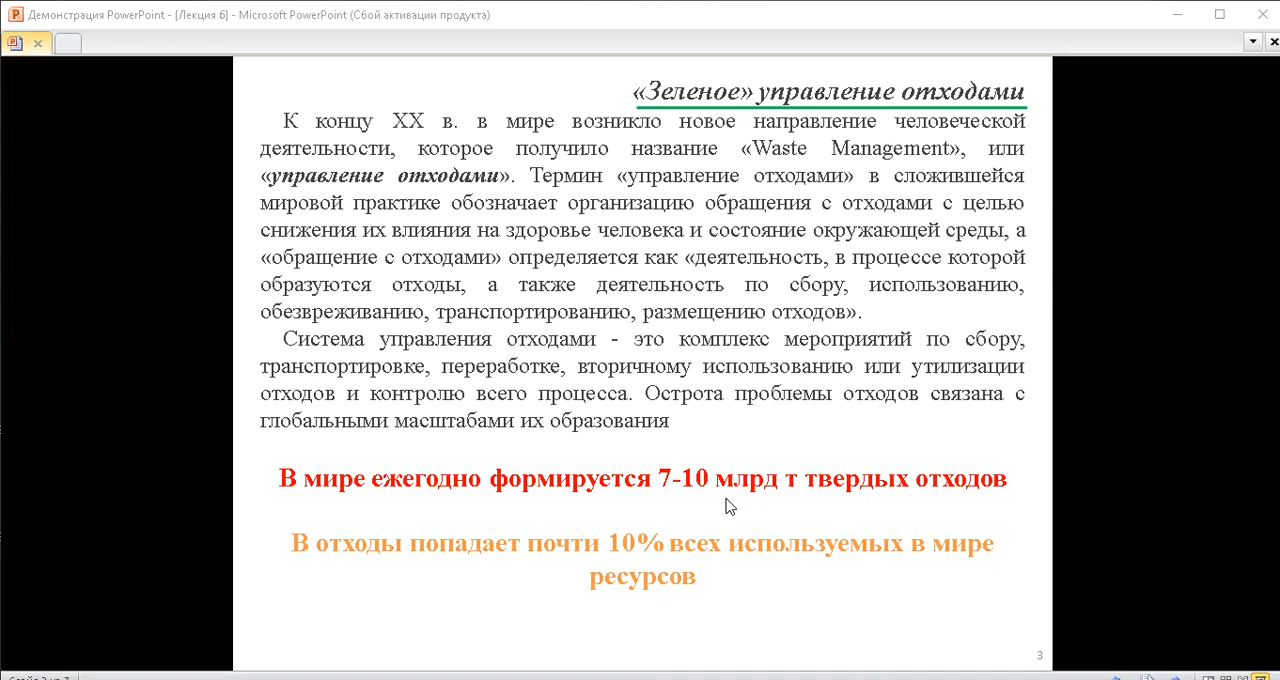 Демонстрация PowerPoint - [Лекция 6] - Microsoft PowerPoint (Сбой активации продукта)
«Зеленое» управление отходами
К концу XX в. в мире возникло новое направление человеческой
деятельности, которое получило название «Waste Management», или
«управление отходами». Термин «управление отходами» в сложившейся
мировой практике обозначает организацию обращения с отходами с целью
снижения их влияния на здоровье человека и состояние окружающей среды, а
«обращение с отходами» определяется как «деятельность, в процессе которой
образуются отходы, а также деятельность по сбору, использованию,
обезвреживанию, транспортированию, размещению отходов».
Система управления отходами - это комплекс мероприятий по сбору,
транспортировке, переработке, вторичному использованию или утилизации
отходов и контролю всего процесса. Острота проблемы отходов связана с
глобальными масштабами их образования
В мире ежегодно формируется 7-10 млрд т твердых отходов
В отходы попадает почти 10% всех используемых в мире
ресурсов
3